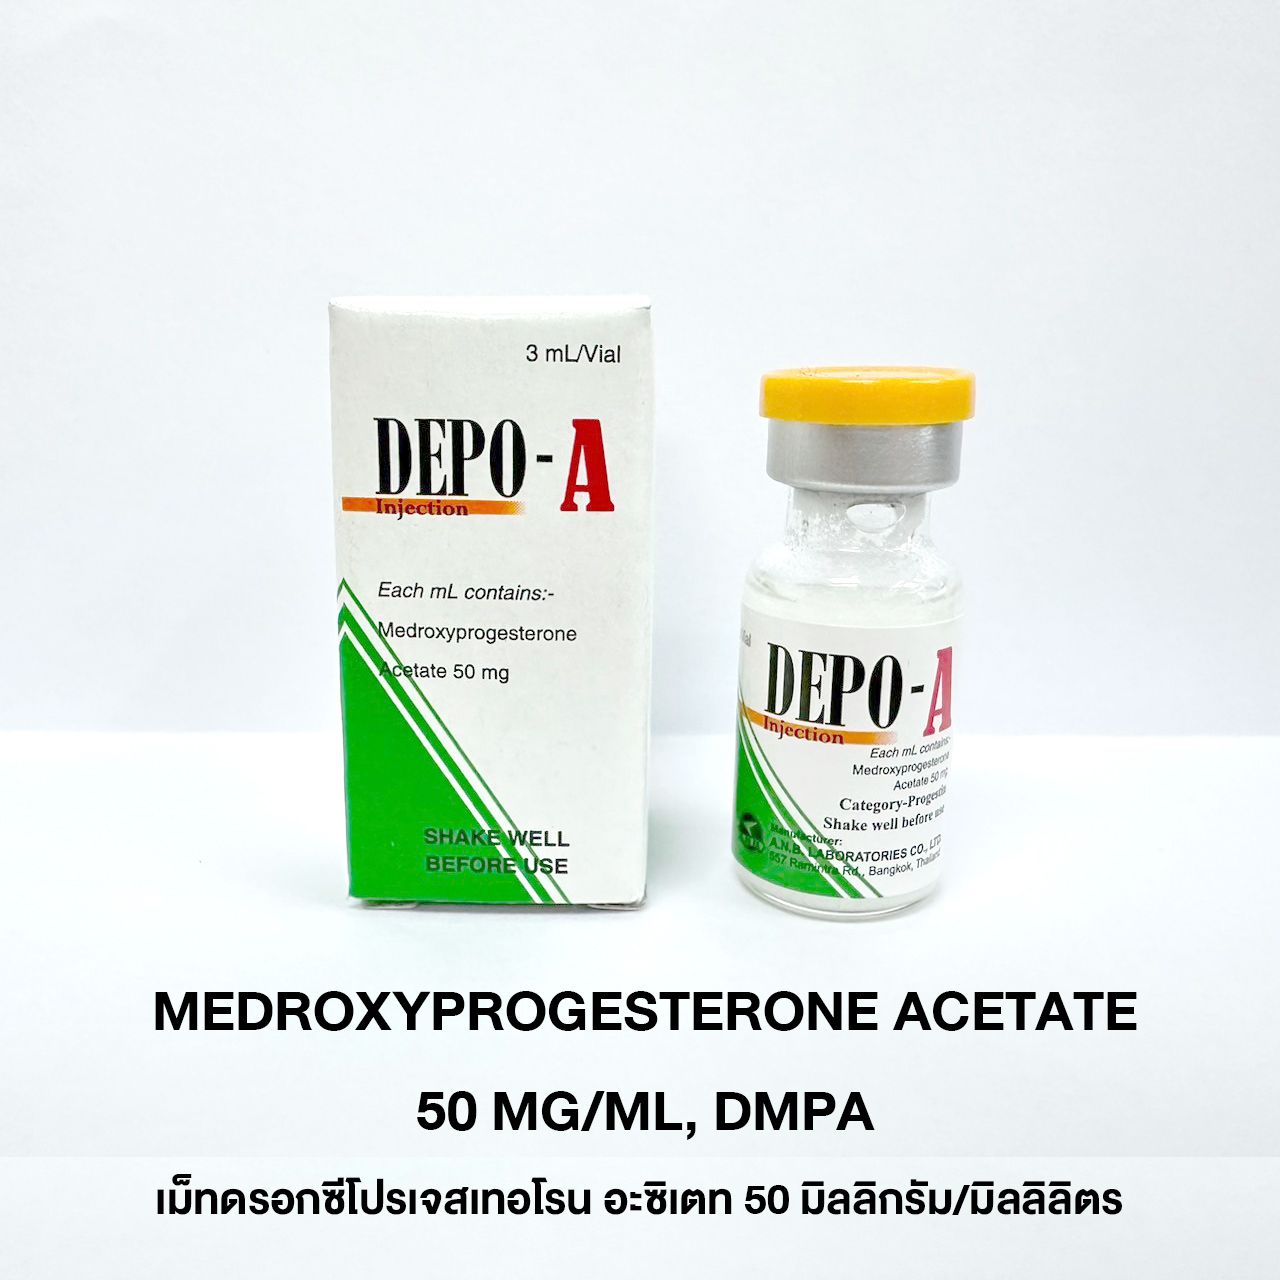 3 mL/Vial
DEPO-A
Injection
Each mL contains:-
Medroxyprogesterone
Acetate 50 mg
SHAKE WELL
BEFORE USE
DEPO-A
Injection
Each mL contains:-
Medroxyprogesterone
Acetate 50 mg
Category-Progestin
Shake well before use
Manufacturer:
A.N.B. LABORATORIES CO., LTD.
557 Ramintra Rd., Bangkok, Thailand
MEDROXYPROGESTERONE ACETATE
50 MG/ML, DMPA
เม็ทดรอกซีโปรเจสเทอโรน อะซิเตท 50 มิลลิกรัม/มิลลิลิตร